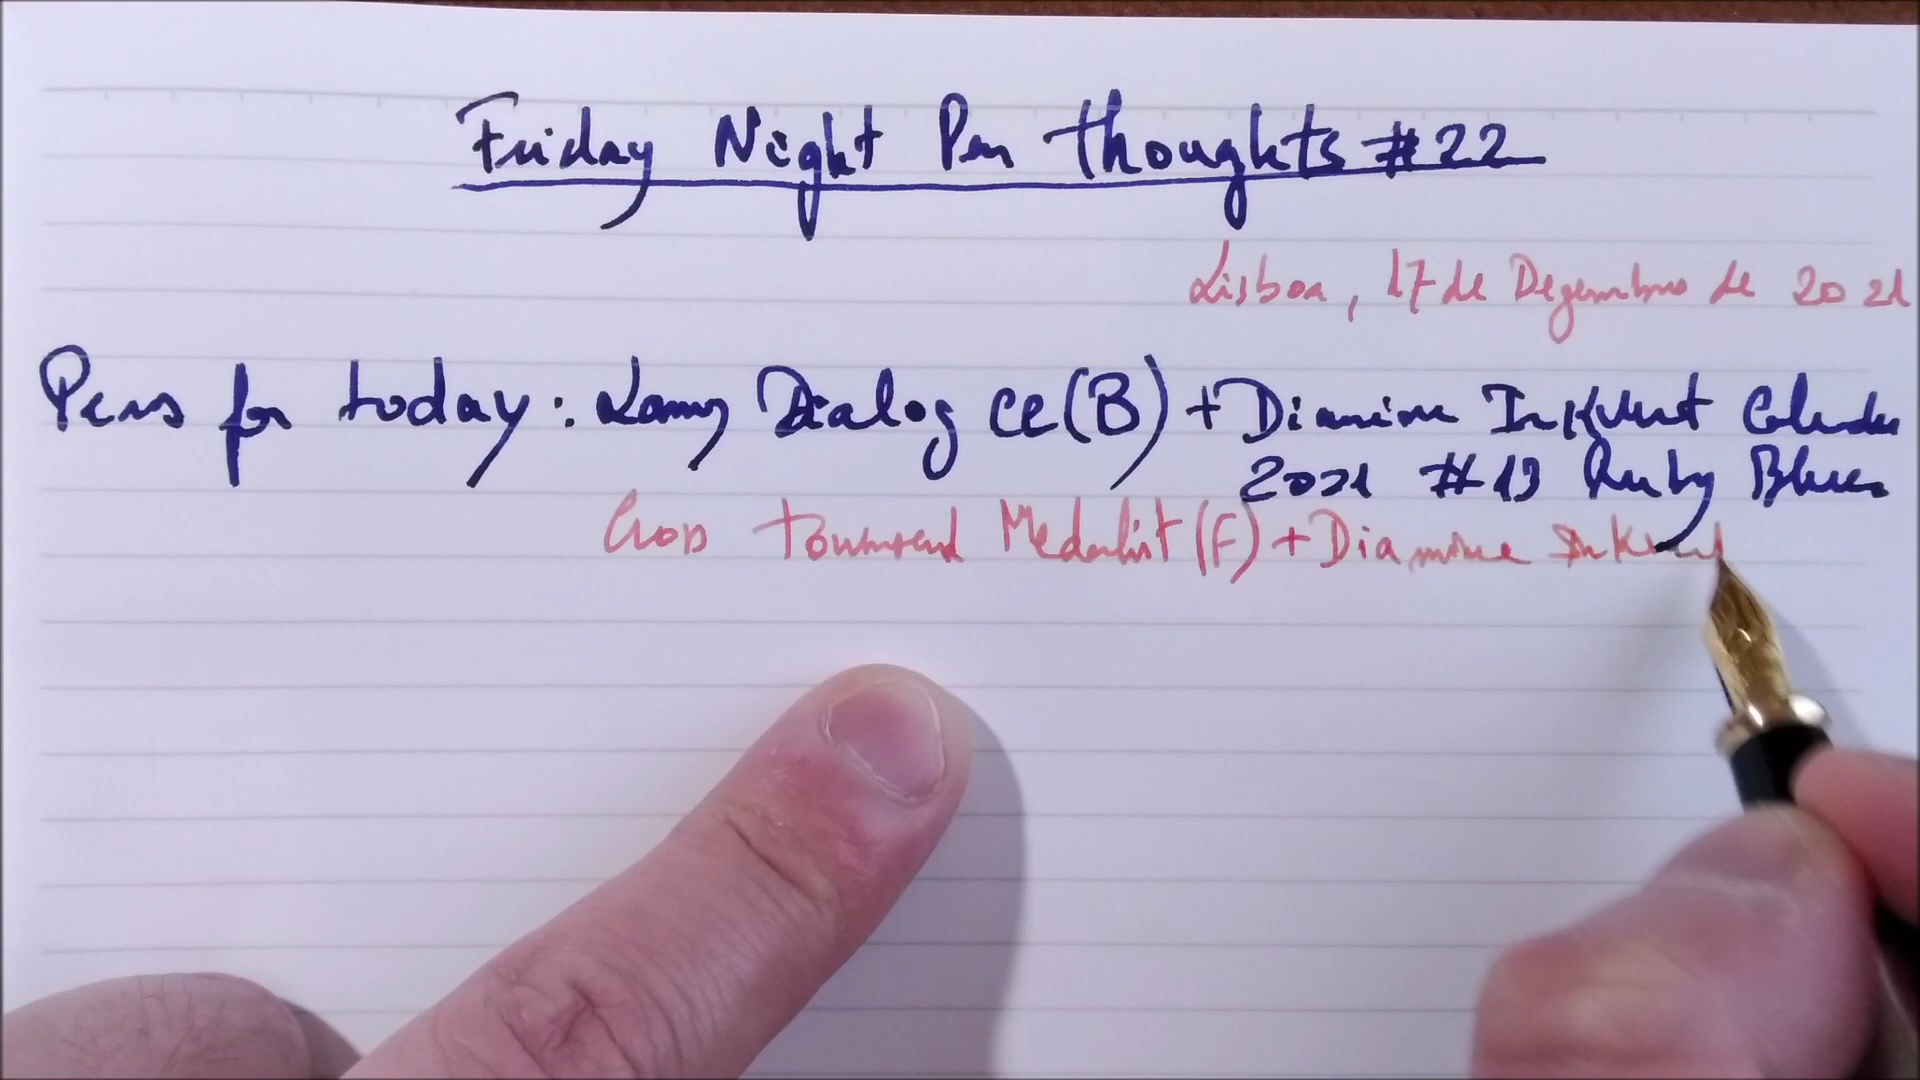 Friday Night Pen Thoughts #22
Lisboa, 17 de Dezembro de 2021
Pens for today: Lamy Dialog CC (B) + Diamine InkVent Calendar
2021 #13 Ruby Blues
Cross Townsend Medalist (F) + Diamine InkVent